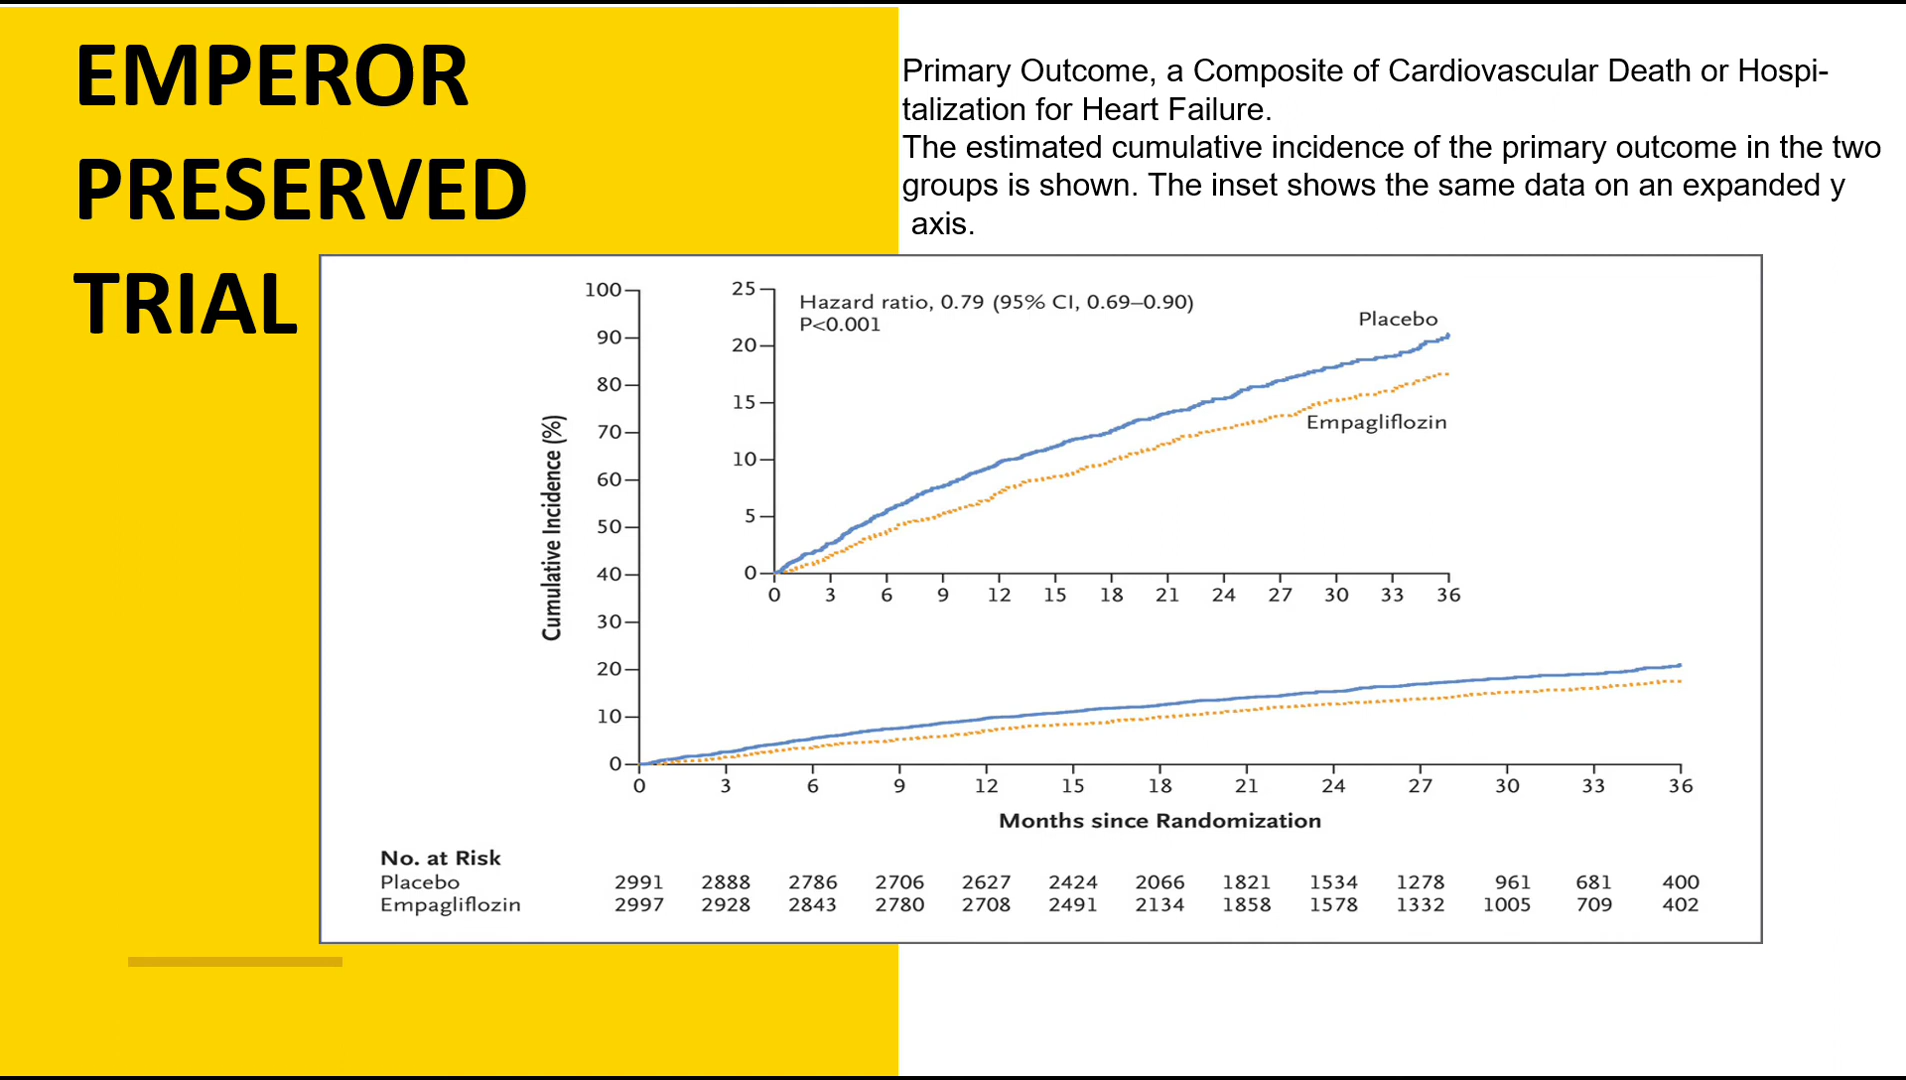 EMPEROR
PRESERVED
TRIAL
Primary Outcome, a Composite of Cardiovascular Death or Hospi-
talization for Heart Failure.
The estimated cumulative incidence of the primary outcome in the two
groups is shown. The inset shows the same data on an expanded y
axis.
Cumulative Incidence (%)
100
90
80
70
60
50
40
30
20
10
0
25
20
15
10
5
0
Hazard ratio, 0.79 (95% CI, 0.69–0.90)
P<0.001
Placebo
Empagliflozin
0 3 6 9 12 15 18 21 24 27 30 33 36
0 3 6 9 12 15 18 21 24 27 30 33 36
Months since Randomization
No. at Risk
Placebo 2991 2888 2786 2706 2627 2424 2066 1821 1534 1278 961 681 400
Empagliflozin 2997 2928 2843 2780 2708 2491 2134 1858 1578 1332 1005 709 402